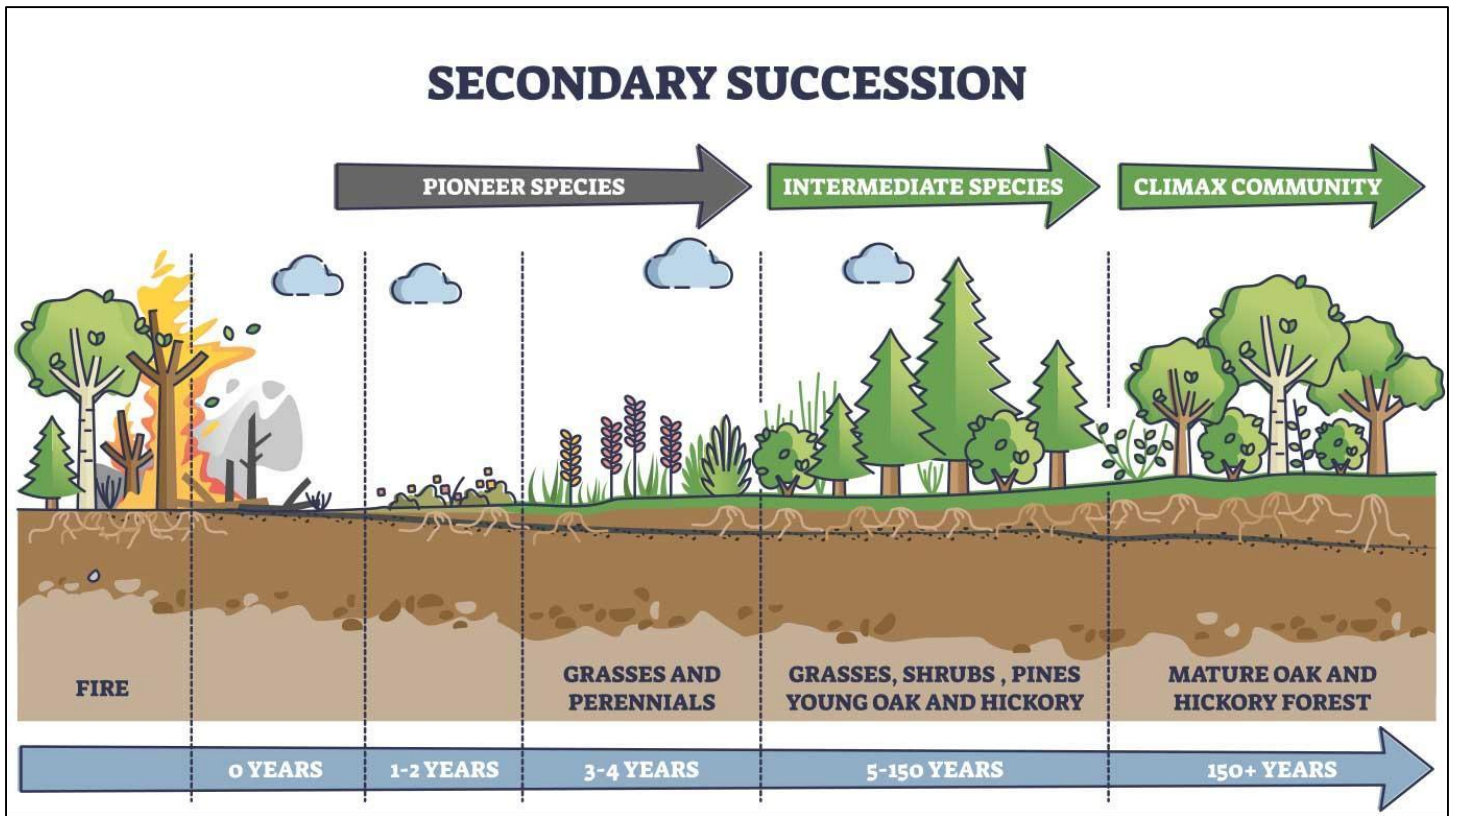 SECONDARY SUCCESSION
PIONEER SPECIES
INTERMEDIATE SPECIES
CLIMAX COMMUNITY
FIRE
GRASSES AND
PERENNIALS
GRASSES, SHRUBS , PINES
YOUNG OAK AND HICKORY
MATURE OAK AND
HICKORY FOREST
0 YEARS
1-2 YEARS
3-4 YEARS
5-150 YEARS
150+ YEARS